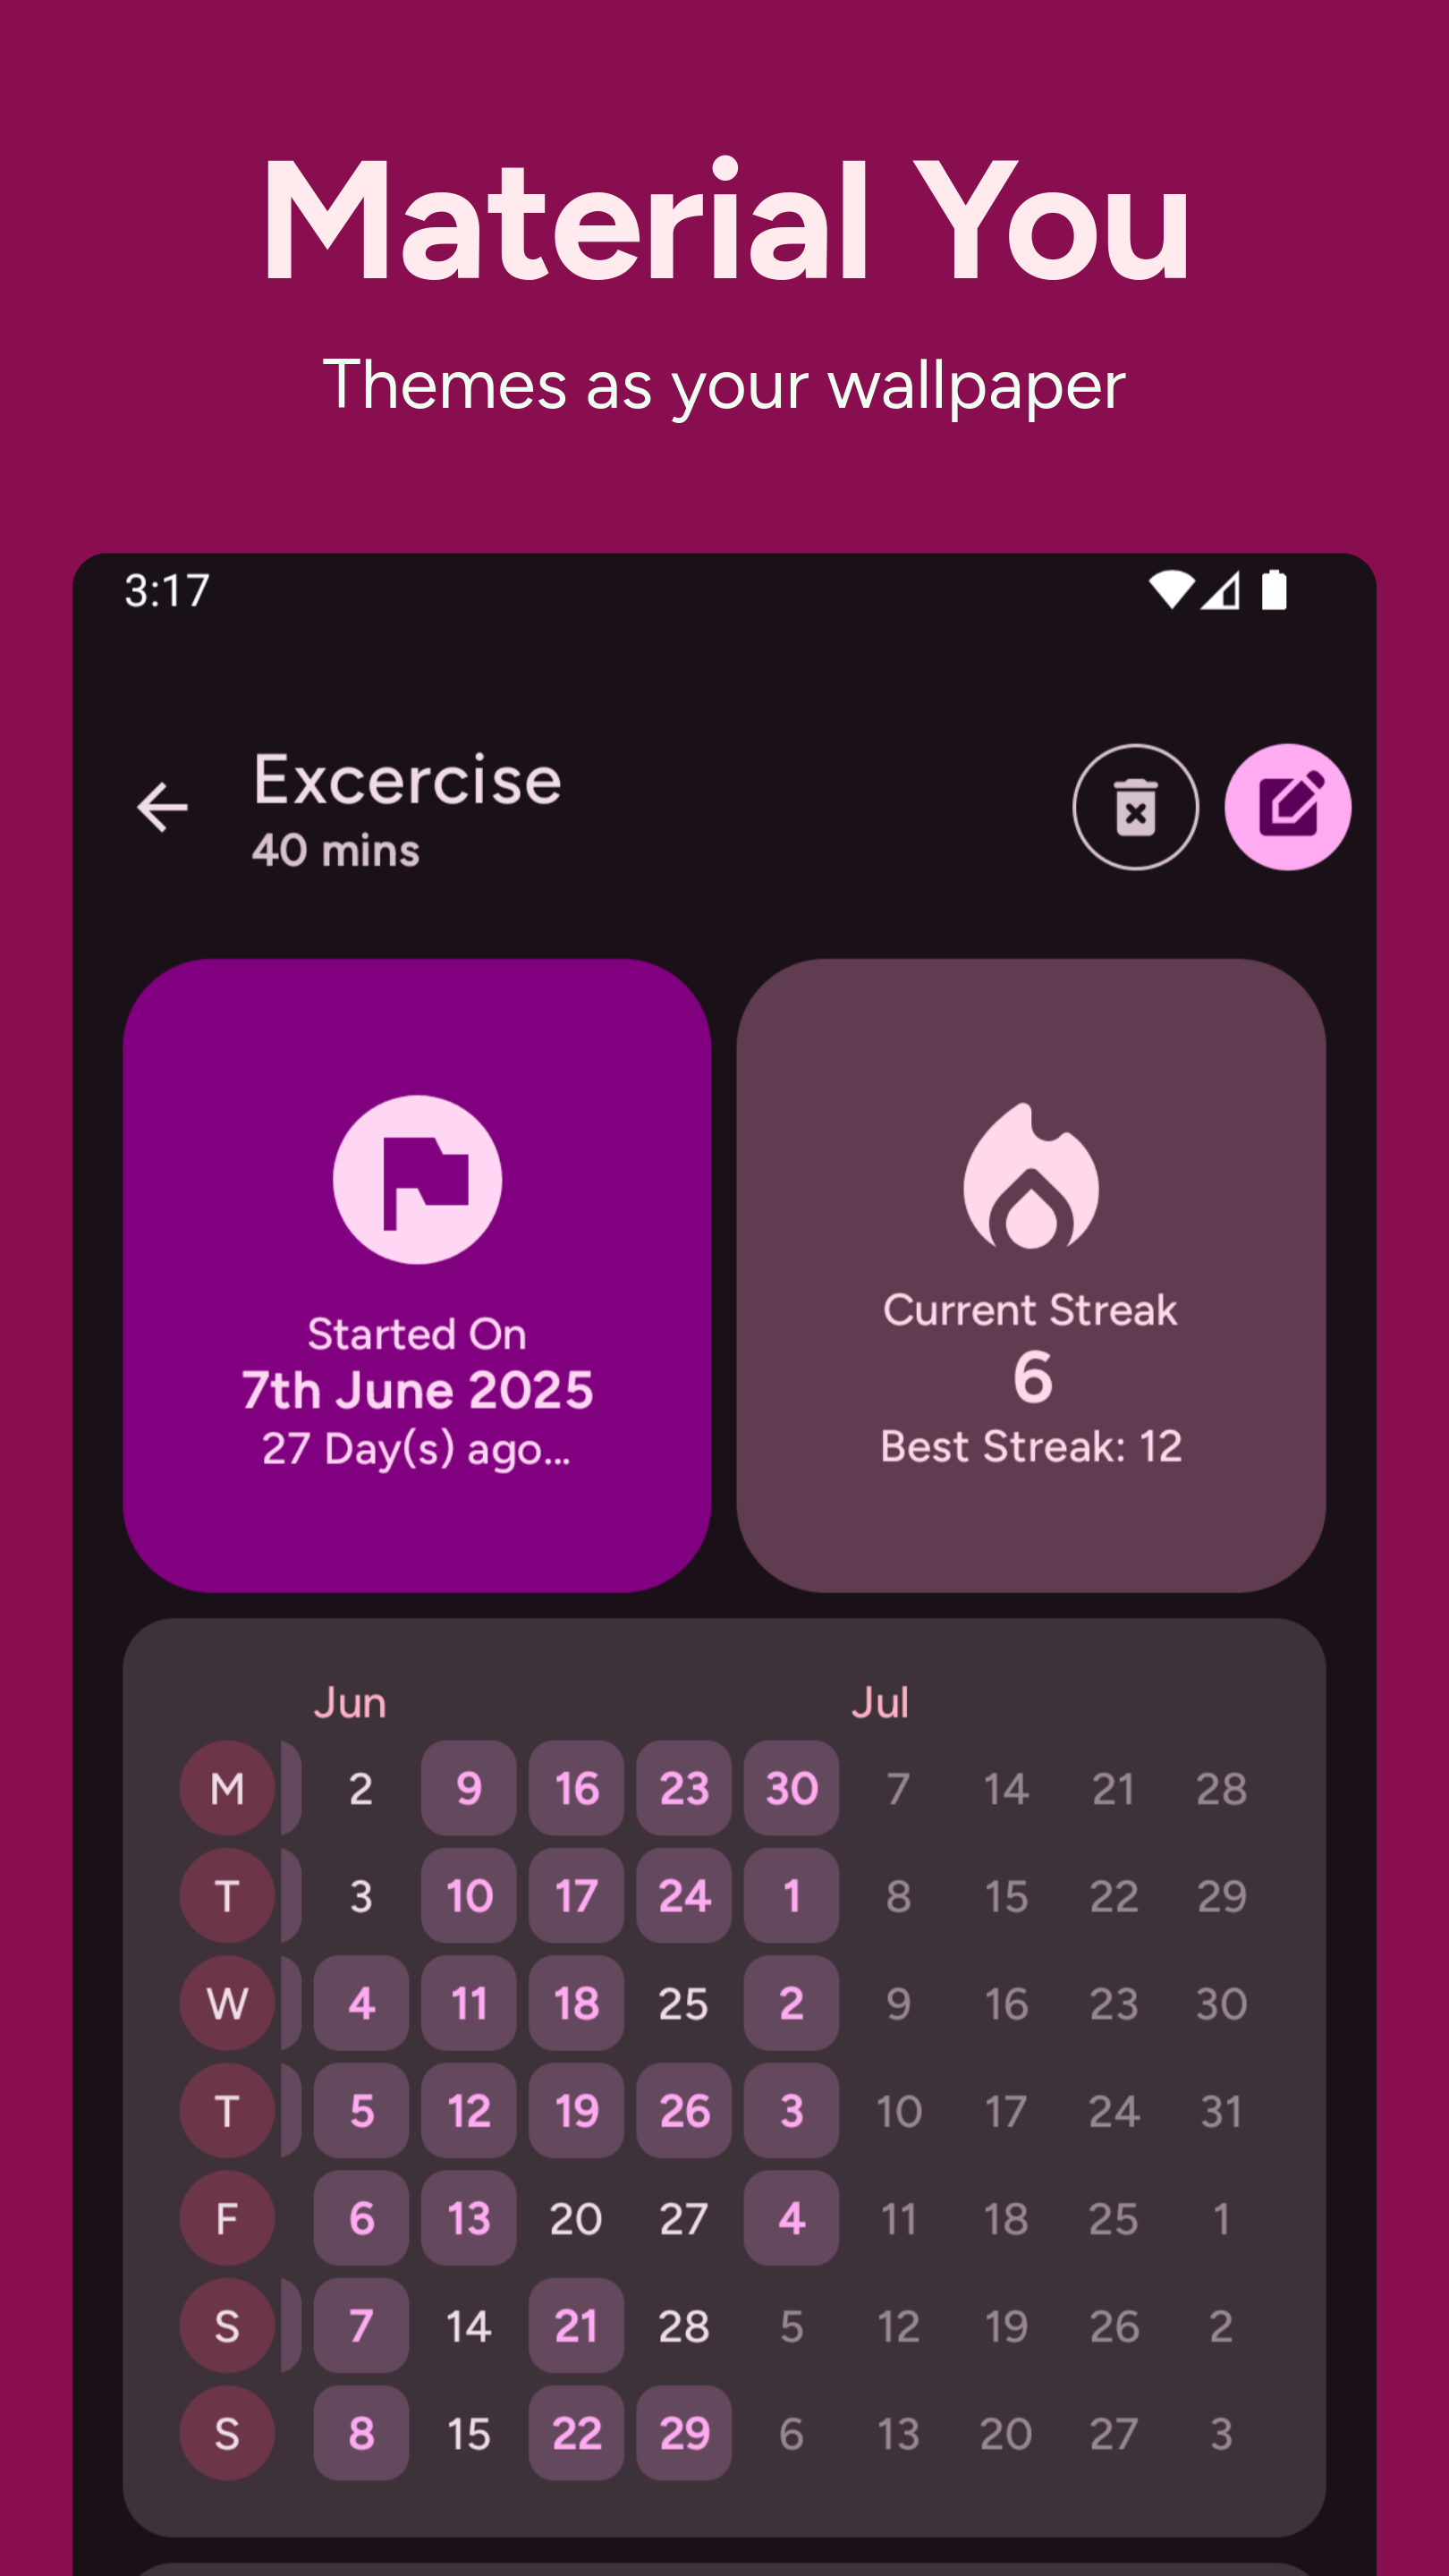 Material You
Themes as your wallpaper
3:17
Excercise
40 mins
Started On
7th June 2025
27 Day(s) ago...
Current Streak
6
Best Streak: 12
Jun Jul
M 2 9 16 23 30 7 14 21 28
T 3 10 17 24 1 8 15 22 29
W 4 11 18 25 2 9 16 23 30
T 5 12 19 26 3 10 17 24 31
F 6 13 20 27 4 11 18 25 1
S 7 14 21 28 5 12 19 26 2
S 8 15 22 29 6 13 20 27 3